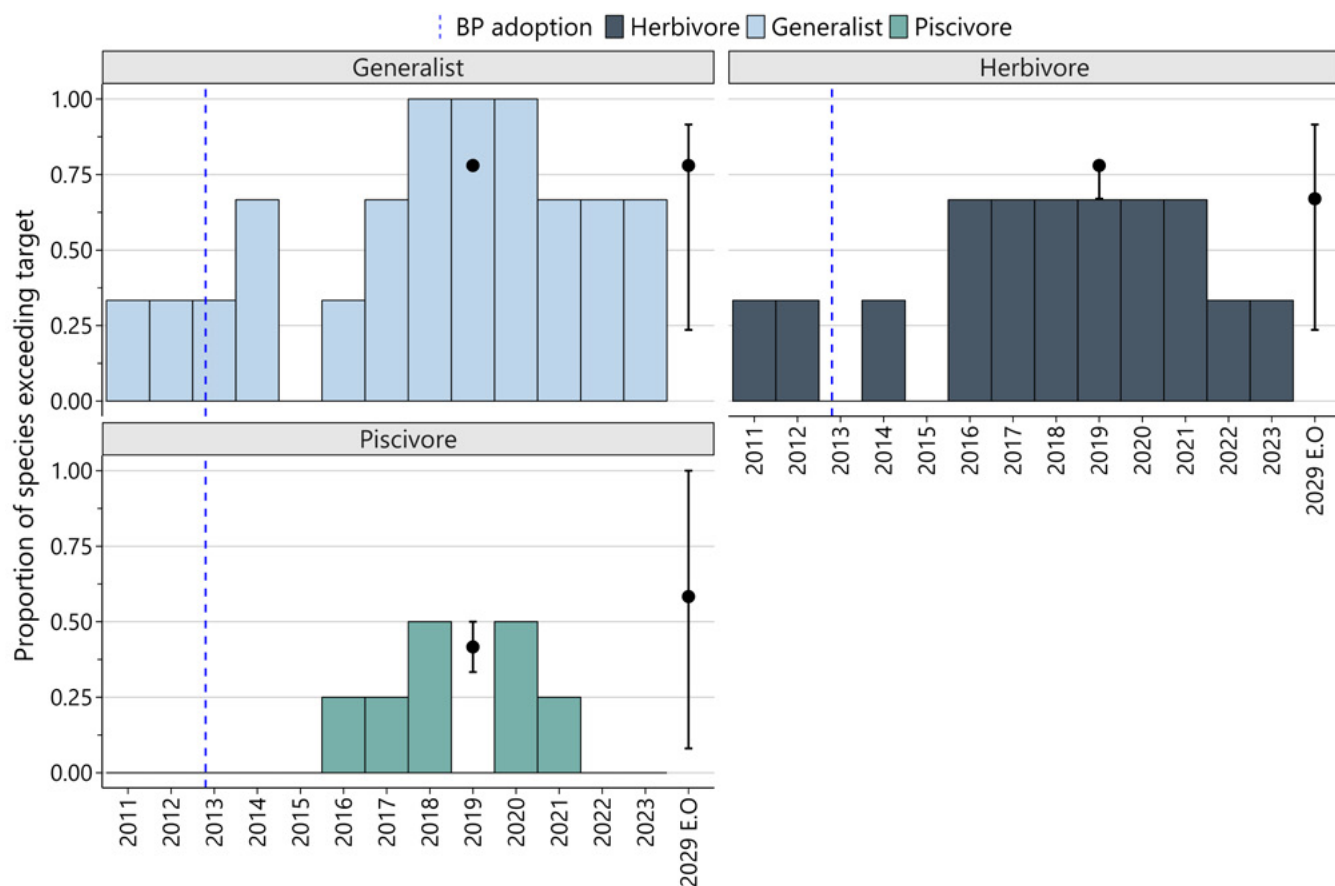 BP adoption Herbivore Generalist Piscivore
Generalist
Herbivore
Proportion of species exceeding target
1.00
0.75
0.50
0.25
0.00
2011 2012 2013 2014 2015 2016 2017 2018 2019 2020 2021 2022 2023 2029 E.O
Piscivore
1.00
0.75
0.50
0.25
0.00
2011 2012 2013 2014 2015 2016 2017 2018 2019 2020 2021 2022 2023 2029 E.O